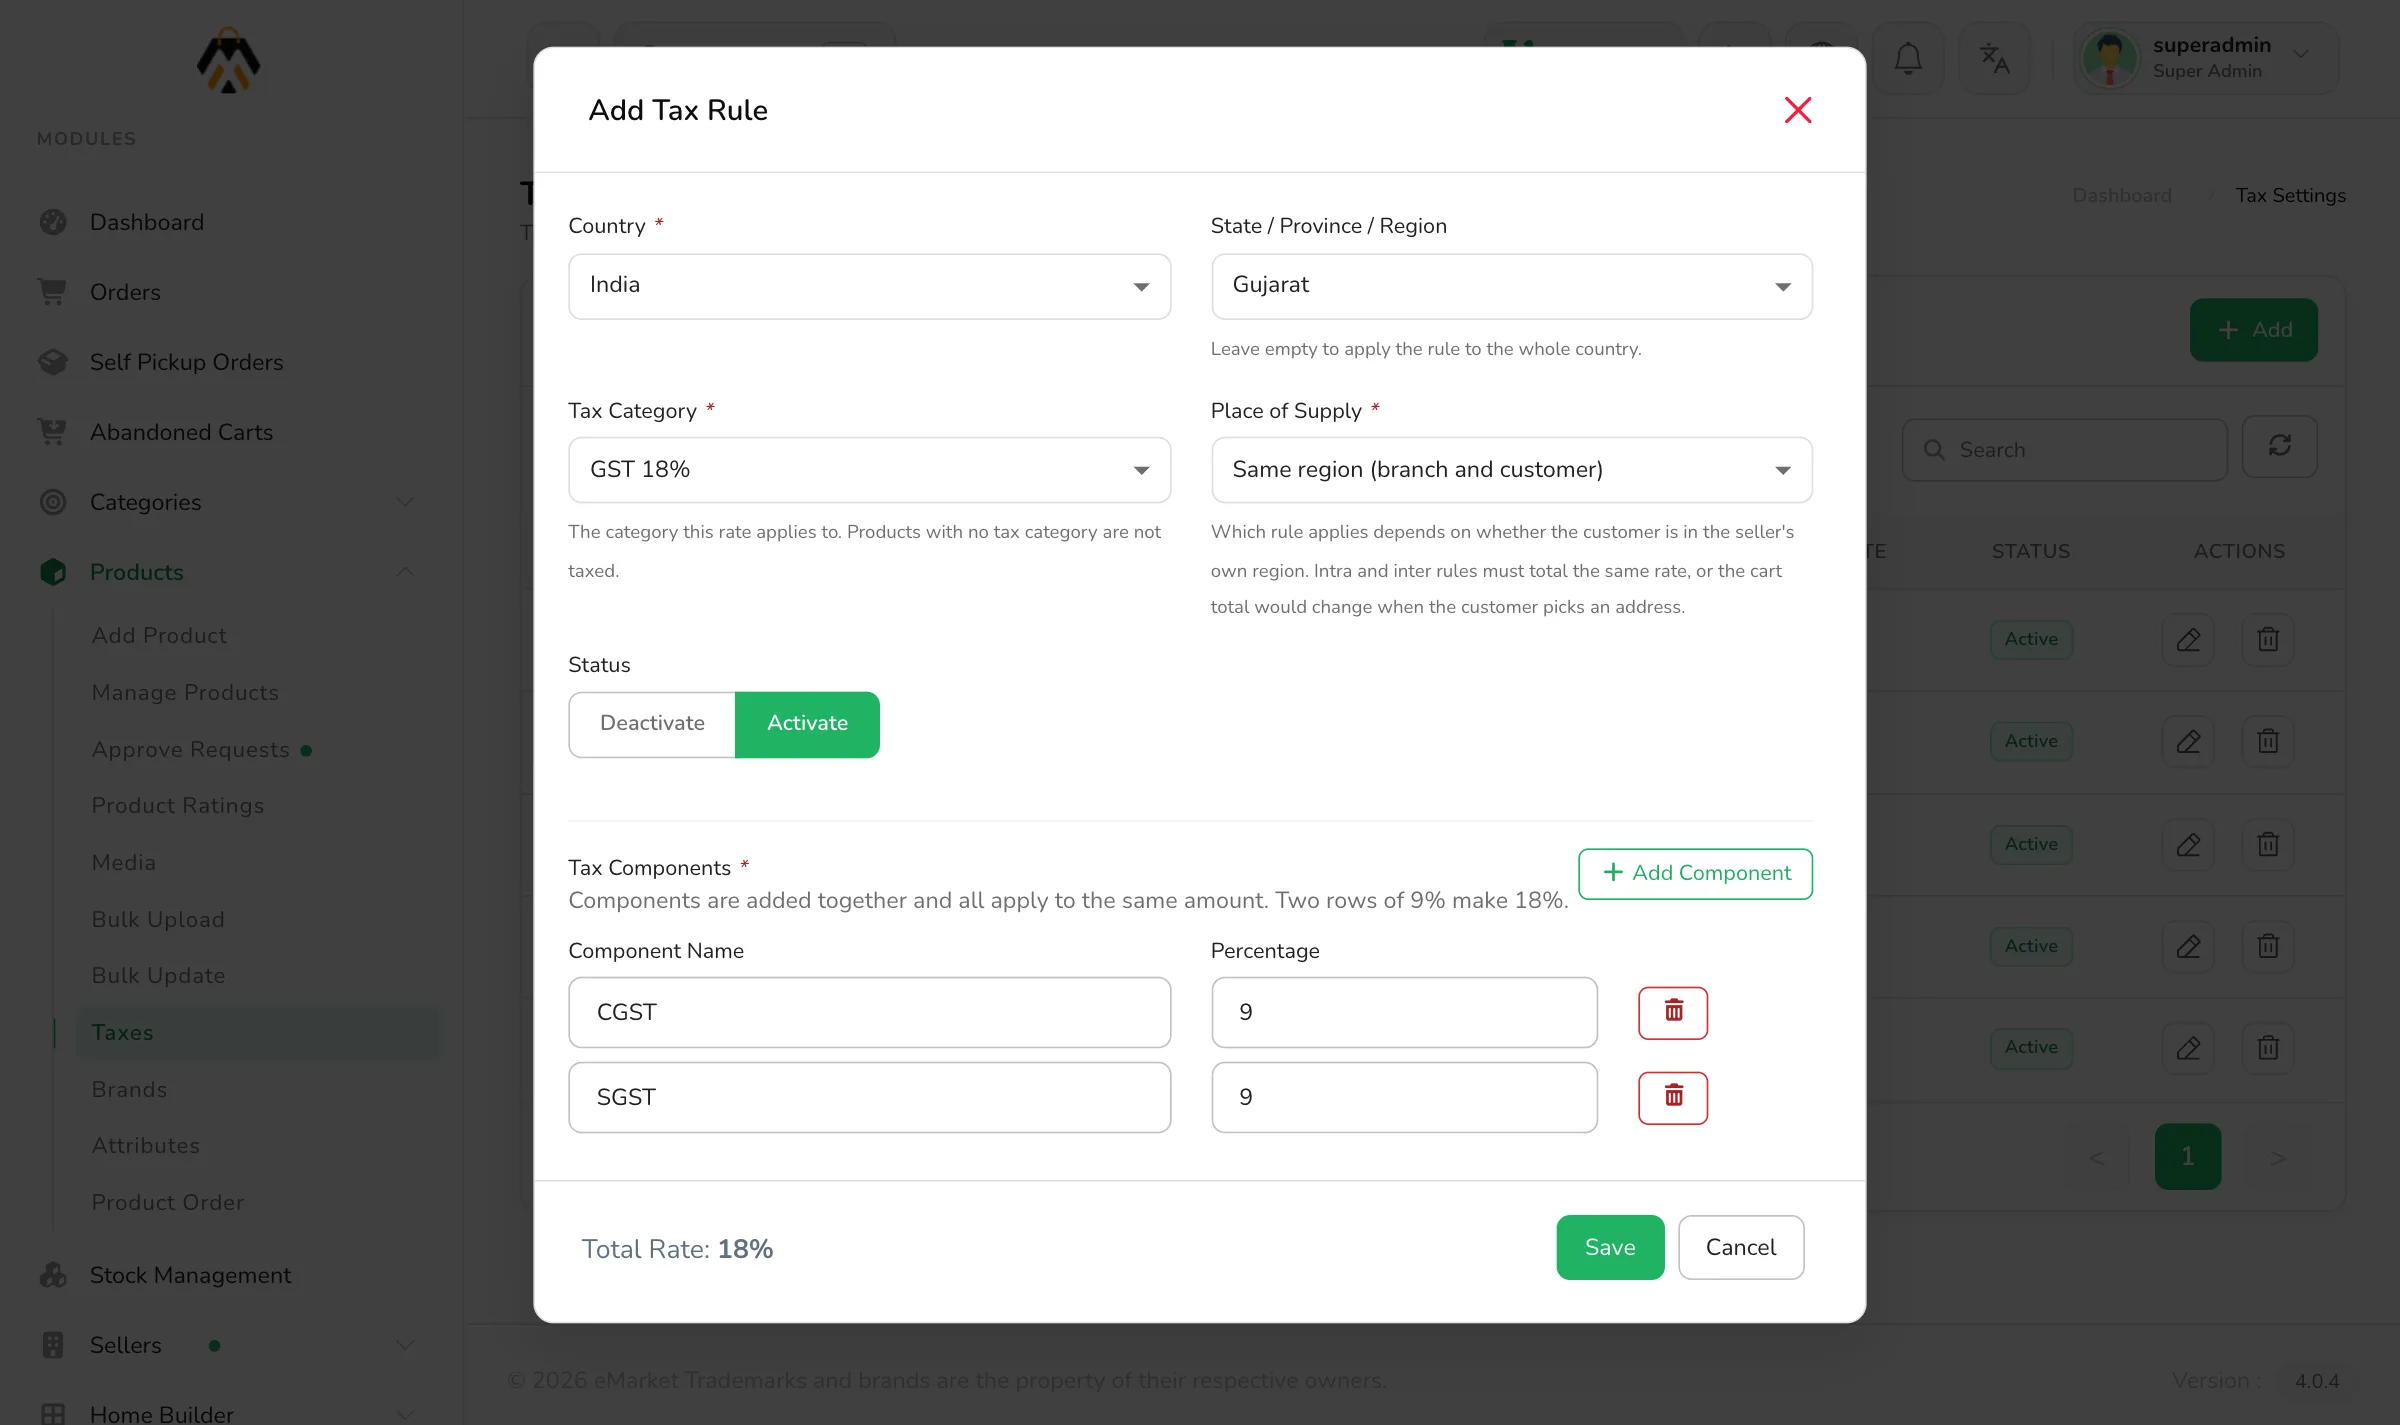 superadmin
Super Admin
MODULES
Dashboard
Orders
Self Pickup Orders
Abandoned Carts
Categories
Products
Add Product
Manage Products
Approve Requests
Product Ratings
Media
Bulk Upload
Bulk Update
Taxes
Brands
Attributes
Product Order
Stock Management
Sellers
Home Builder
Dashboard / Tax Settings
Add
Search
STATUS ACTIONS
Active
Active
Active
Active
Active
< 1 >
Add Tax Rule
Country *
India
State / Province / Region
Gujarat
Leave empty to apply the rule to the whole country.
Tax Category *
GST 18%
The category this rate applies to. Products with no tax category are not
taxed.
Place of Supply *
Same region (branch and customer)
Which rule applies depends on whether the customer is in the seller's
own region. Intra and inter rules must total the same rate, or the cart
total would change when the customer picks an address.
Status
Deactivate Activate
Tax Components *
Components are added together and all apply to the same amount. Two rows of 9% make 18%.
Add Component
Component Name Percentage
CGST 9
SGST 9
Total Rate: 18%
Save Cancel
© 2026 eMarket Trademarks and brands are the property of their respective owners.
Version : 4.0.4